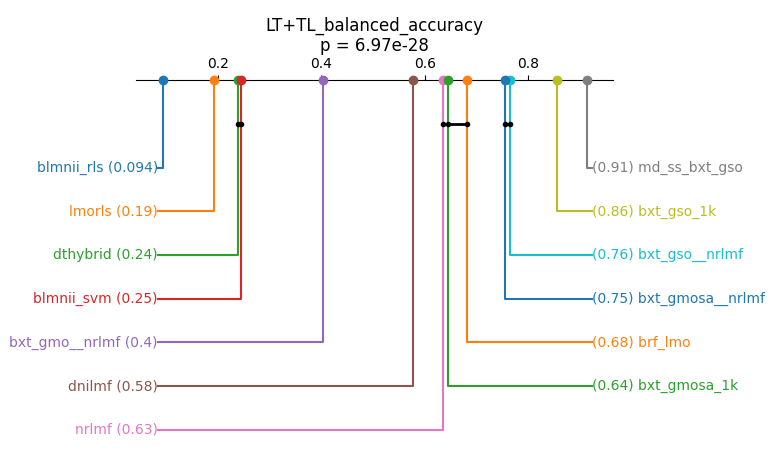 LT+TL_balanced_accuracy
p = 6.97e-28
0.2 0.4 0.6 0.8
blmnii_rls (0.094)
(0.91) md_ss_bxt_gso
lmorls (0.19)
(0.86) bxt_gso_1k
dthybrid (0.24)
(0.76) bxt_gso__nrlmf
blmnii_svm (0.25)
(0.75) bxt_gmosa__nrlmf
bxt_gmo__nrlmf (0.4)
(0.68) brf_lmo
dnilmf (0.58)
(0.64) bxt_gmosa_1k
nrlmf (0.63)